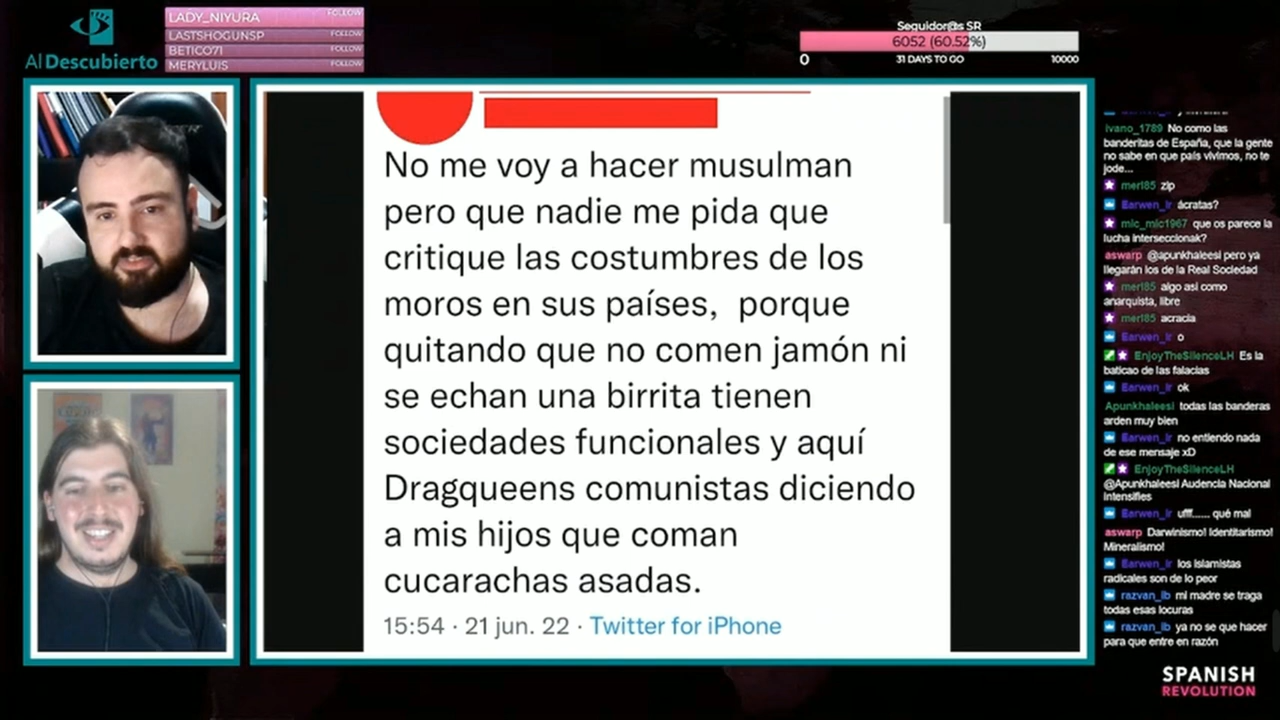 Al Descubierto
LADY_NIYURA FOLLOW
LASTSHOGUNSP FOLLOW
BETICO71 FOLLOW
MERYLUIS FOLLOW
Seguidor@s SR
6052 (60.52%)
0 31 DAYS TO GO 10000
No me voy a hacer musulman
pero que nadie me pida que
critique las costumbres de los
moros en sus países, porque
quitando que no comen jamón ni
se echan una birrita tienen
sociedades funcionales y aquí
Dragqueens comunistas diciendo
a mis hijos que coman
cucarachas asadas.
15:54 · 21 jun. 22 · Twitter for iPhone
ivano_1789 No como las
banderitas de España, que la gente
no sabe en que país vivimos, no te
jode...
merl85 zip
Earwen_ir ácratas?
mic_mic1967 que os parece la
lucha interseccionak?
aswarp @apunkhaleesi pero ya
llegarán los de la Real Sociedad
merl85 algo asi como
anarquista, libre
merl85 acracia
Earwen_ir o
EnjoyTheSilenceLH Es la
baticao de las falacias
Earwen_ir ok
Apunkhaleesi todas las banderas
arden muy bien
Earwen_ir no entiendo nada
de ese mensaje xD
EnjoyTheSilenceLH
@Apunkhaleesi Audencia Nacional
intensifies
Earwen_ir ufff...... qué mal
aswarp Darwinismo! Identitarismo!
Mineralismo!
Earwen_ir los islamistas
radicales son de lo peor
razvan_ib mi madre se traga
todas esas locuras
razvan_ib ya no se que hacer
para que entre en razón
SPANISH
REVOLUTION